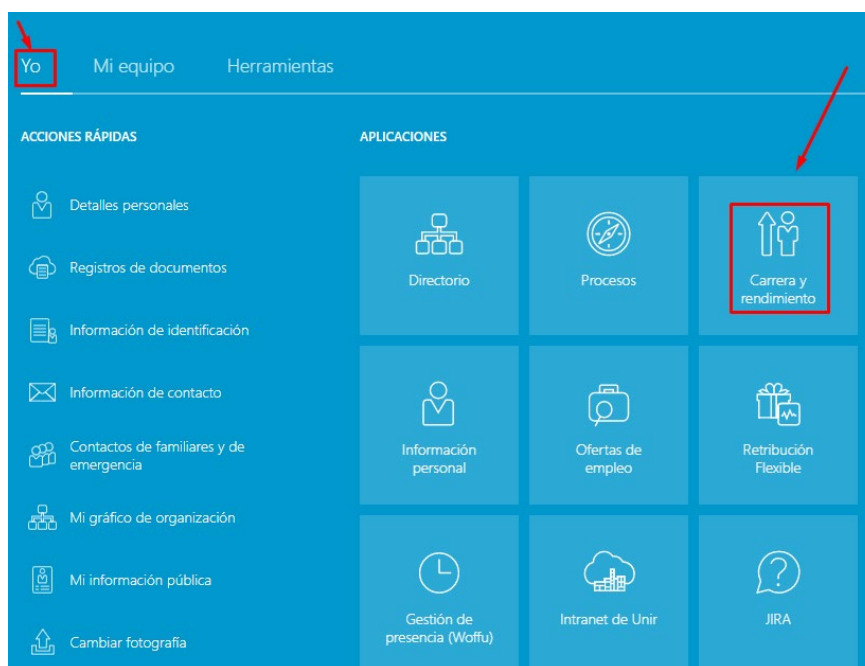 Yo
Mi equipo
Herramientas
ACCIONES RÁPIDAS
Detalles personales
Registros de documentos
Información de identificación
Información de contacto
Contactos de familiares y de
emergencia
Mi gráfico de organización
Mi información pública
Cambiar fotografía
APLICACIONES
Directorio
Procesos
Carrera y
rendimiento
Información
personal
Ofertas de
empleo
Retribución
Flexible
Gestión de
presencia (Woffu)
Intranet de Unir
JIRA